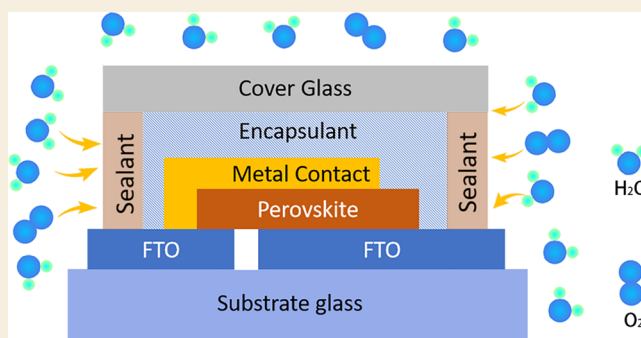 Cover Glass
Encapsulant
Sealant
Sealant
Metal Contact
Perovskite
FTO
FTO
Substrate glass
H₂O
O₂